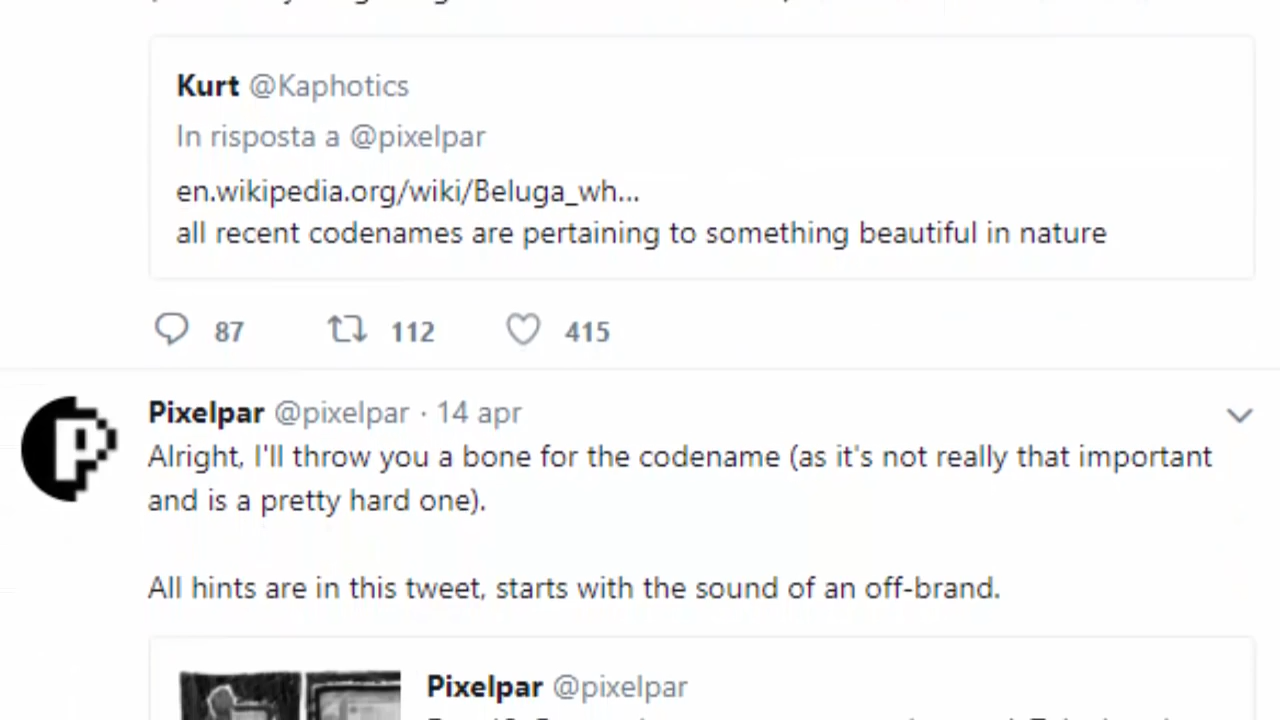 Kurt @Kaphotics
In risposta a @pixelpar
en.wikipedia.org/wiki/Beluga_wh...
all recent codenames are pertaining to something beautiful in nature
87 112 415
Pixelpar @pixelpar · 14 apr
Alright, I'll throw you a bone for the codename (as it's not really that important
and is a pretty hard one).
All hints are in this tweet, starts with the sound of an off-brand.
Pixelpar @pixelpar